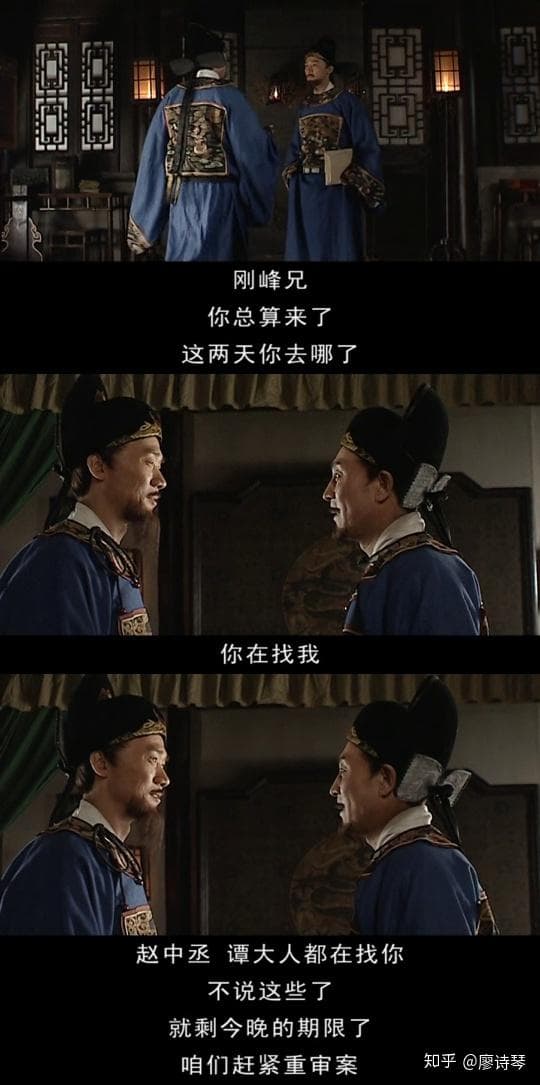 刚峰兄
你总算来了
这两天你去哪了
你在找我
赵中丞 谭大人都在找你
不说这些了
就剩今晚的期限了
咱们赶紧重审案
知乎 @廖诗琴